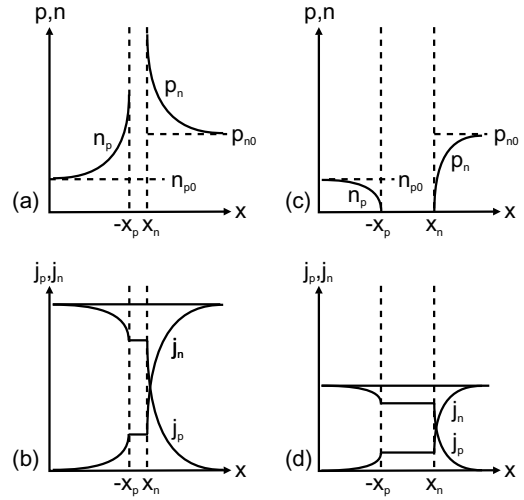 p,n
p_n
n_p
p_n0
n_p0
(a)
-x_p x_n
x
p,n
p_n0
p_n
n_p0
n_p
(c)
-x_p
x_n
x
j_p,j_n
j_n
j_p
(b)
-x_p x_n
x
j_p,j_n
j_n
j_p
(d)
-x_p
x_n
x